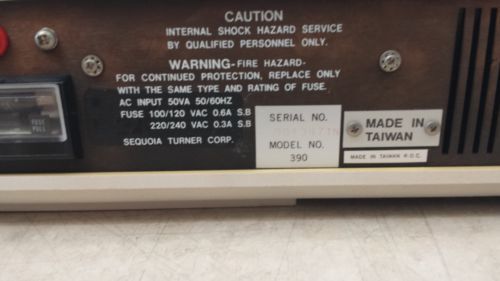 CAUTION
INTERNAL SHOCK HAZARD SERVICE
BY QUALIFIED PERSONNEL ONLY.
WARNING-FIRE HAZARD-
FOR CONTINUED PROTECTION, REPLACE ONLY
WITH THE SAME TYPE AND RATING OF FUSE.
AC INPUT 50VA 50/60HZ
FUSE 100/120 VAC 0.6A S.B
220/240 VAC 0.3A S.B
SEQUOIA TURNER CORP.
FUSE
PULL
SERIAL NO.
MODEL NO.
390
MADE IN
TAIWAN
MADE IN TAIWAN R.O.C.